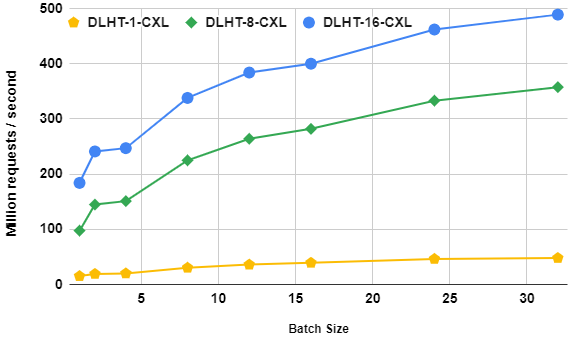 500
DLHT-1-CXL DLHT-8-CXL DLHT-16-CXL
400
300
200
100
0
Million requests / second
5 10 15 20 25 30
Batch Size